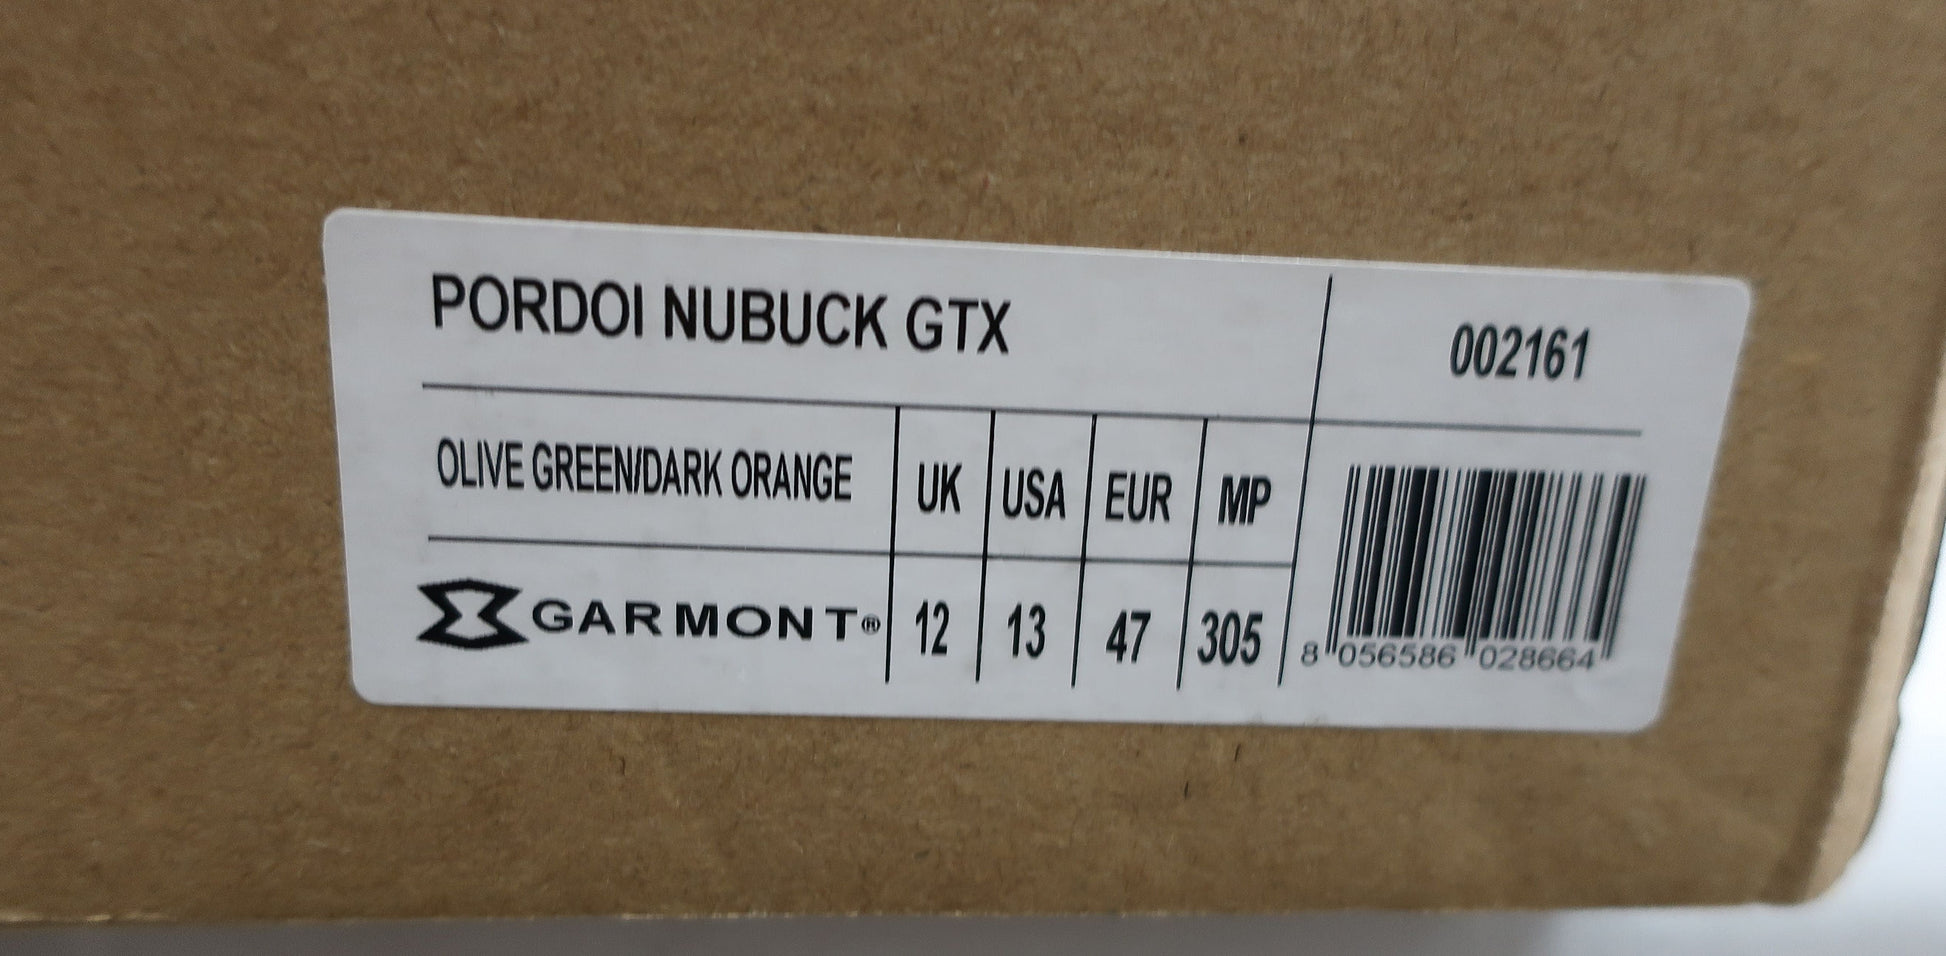 PORDOI NUBUCK GTX
002161
OLIVE GREEN/DARK ORANGE
UK USA EUR MP
GARMONT®
12 13 47 305
8 056586 028664